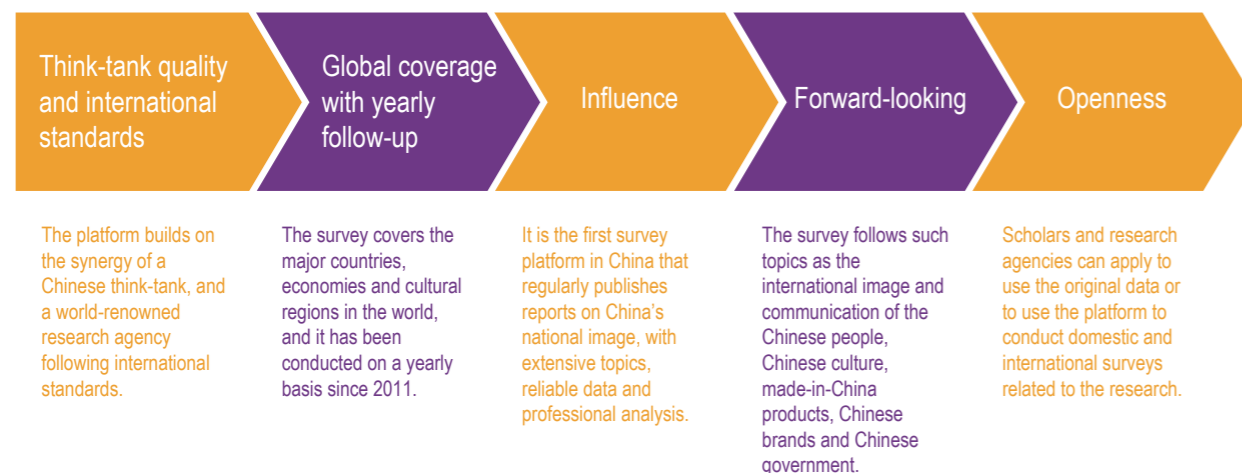 Think-tank quality
and international
standards
Global coverage
with yearly
follow-up
Influence
Forward-looking
Openness
The platform builds on
the synergy of a
Chinese think-tank, and
a world-renowned
research agency
following international
standards.
The survey covers the
major countries,
economies and cultural
regions in the world,
and it has been
conducted on a yearly
basis since 2011.
It is the first survey
platform in China that
regularly publishes
reports on China’s
national image, with
extensive topics,
reliable data and
professional analysis.
The survey follows such
topics as the
international image and
communication of the
Chinese people,
Chinese culture,
made-in-China
products, Chinese
brands and Chinese
government.
Scholars and research
agencies can apply to
use the original data or
to use the platform to
conduct domestic and
international surveys
related to the research.